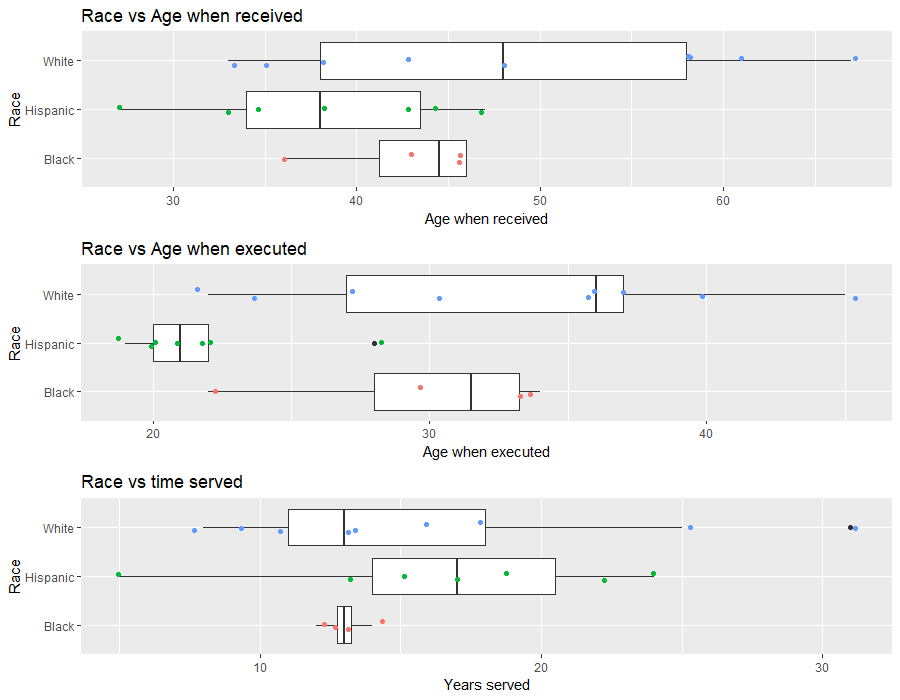 Race vs Age when received
Race
White
Hispanic
Black
30 40 50 60
Age when received
Race vs Age when executed
Race
White
Hispanic
Black
20 30 40
Age when executed
Race vs time served
Race
White
Hispanic
Black
10 20 30
Years served